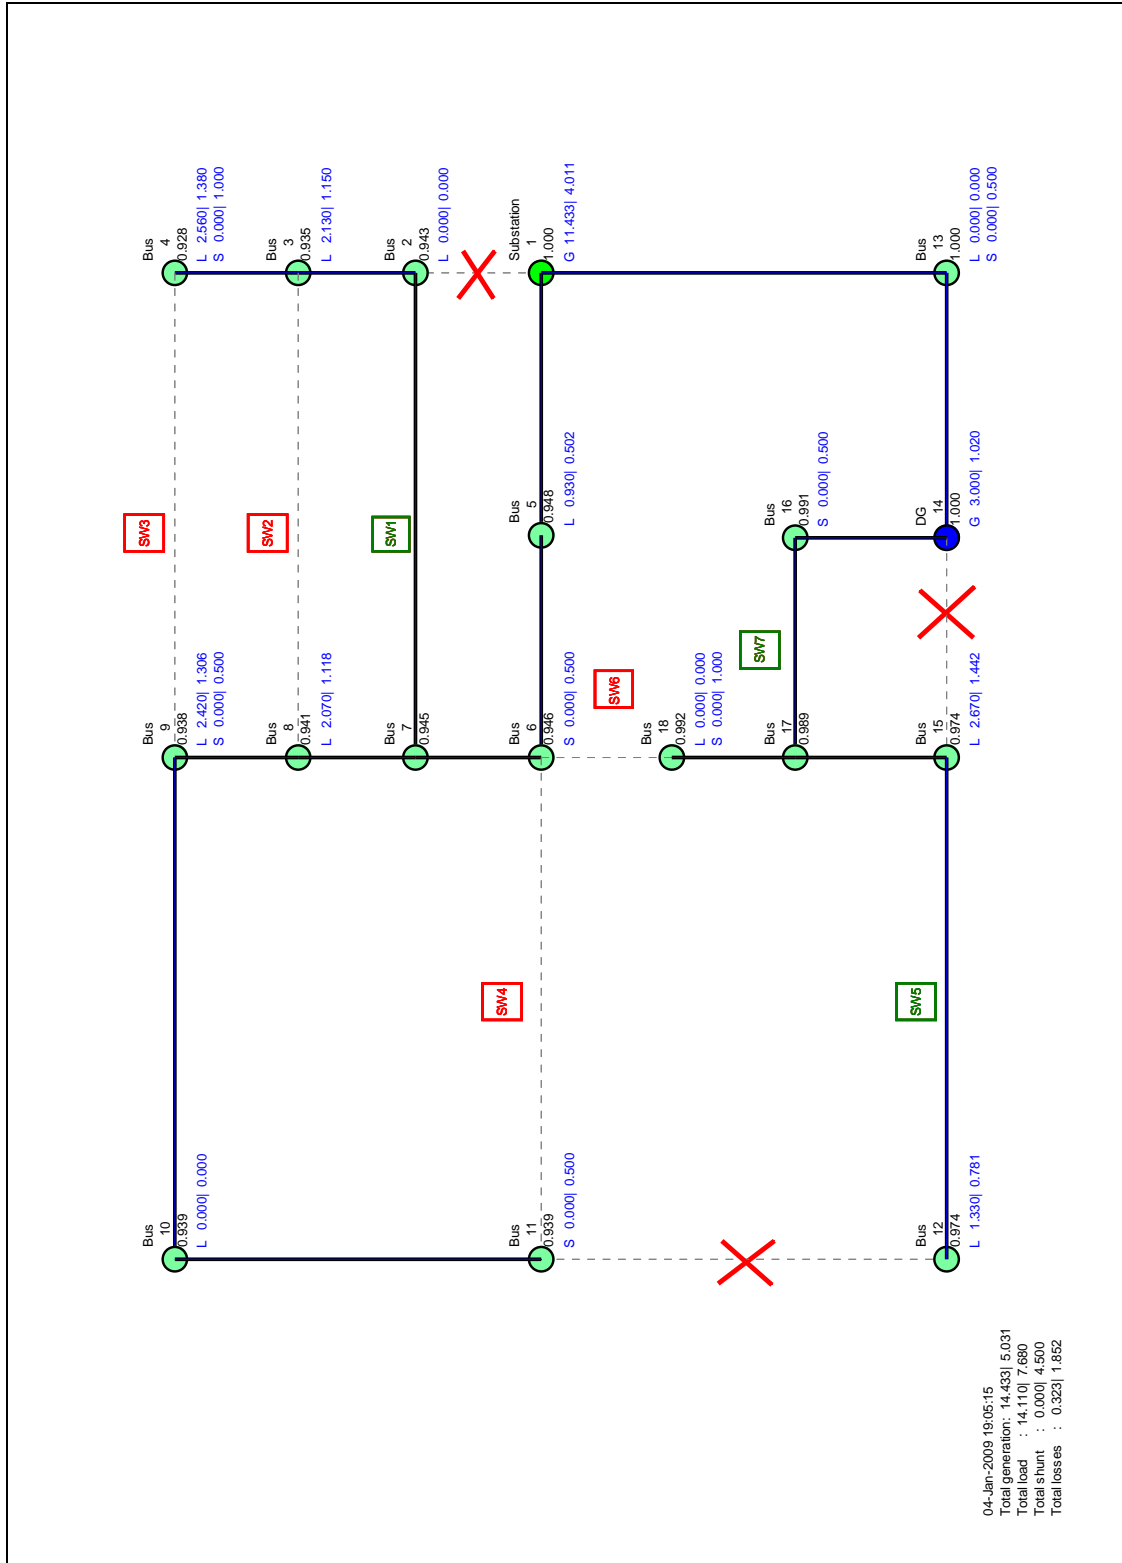 Bus 4
0.928
L 2.560| 1.380
S 0.000| 1.000
Bus 3
0.935
L 2.130| 1.150
Bus 2
0.943
L 0.000| 0.000
Substation 1
1.000
G 11.433| 4.011
Bus 13
1.000
L 0.000| 0.000
S 0.000| 0.500
SW3
SW2
SW1
Bus 5
0.948
L 0.930| 0.502
Bus 16
0.991
S 0.000| 0.500
DG 14
1.000
G 3.000| 1.020
Bus 9
0.938
L 2.420| 1.306
S 0.000| 0.500
Bus 8
0.941
L 2.070| 1.118
Bus 7
0.945
Bus 6
0.946
S 0.000| 0.500
SW6
Bus 18
0.992
L 0.000| 0.000
S 0.000| 1.000
SW7
Bus 17
0.989
Bus 15
0.974
L 2.670| 1.442
SW4
SW5
Bus 10
0.939
L 0.000| 0.000
Bus 11
0.939
S 0.000| 0.500
Bus 12
0.974
L 1.330| 0.781
04-Jan-2009 19:05:15
Total generation: 14.433| 5.031
Total load : 14.110| 7.680
Total shunt : 0.000| 4.500
Total losses : 0.323| 1.852